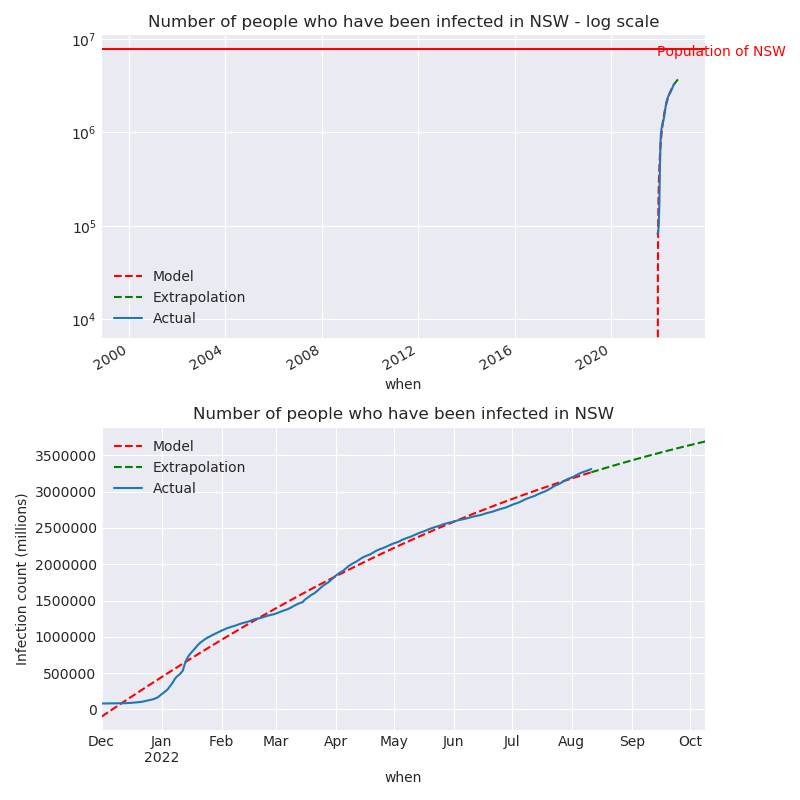 Number of people who have been infected in NSW - log scale
10⁷
Population of NSW
10⁶
10⁵
10⁴
Model
Extrapolation
Actual
2000 2004 2008 2012 2016 2020
when
Number of people who have been infected in NSW
Infection count (millions)
3500000
3000000
2500000
2000000
1500000
1000000
500000
0
Model
Extrapolation
Actual
Dec Jan Feb Mar Apr May Jun Jul Aug Sep Oct
2022
when